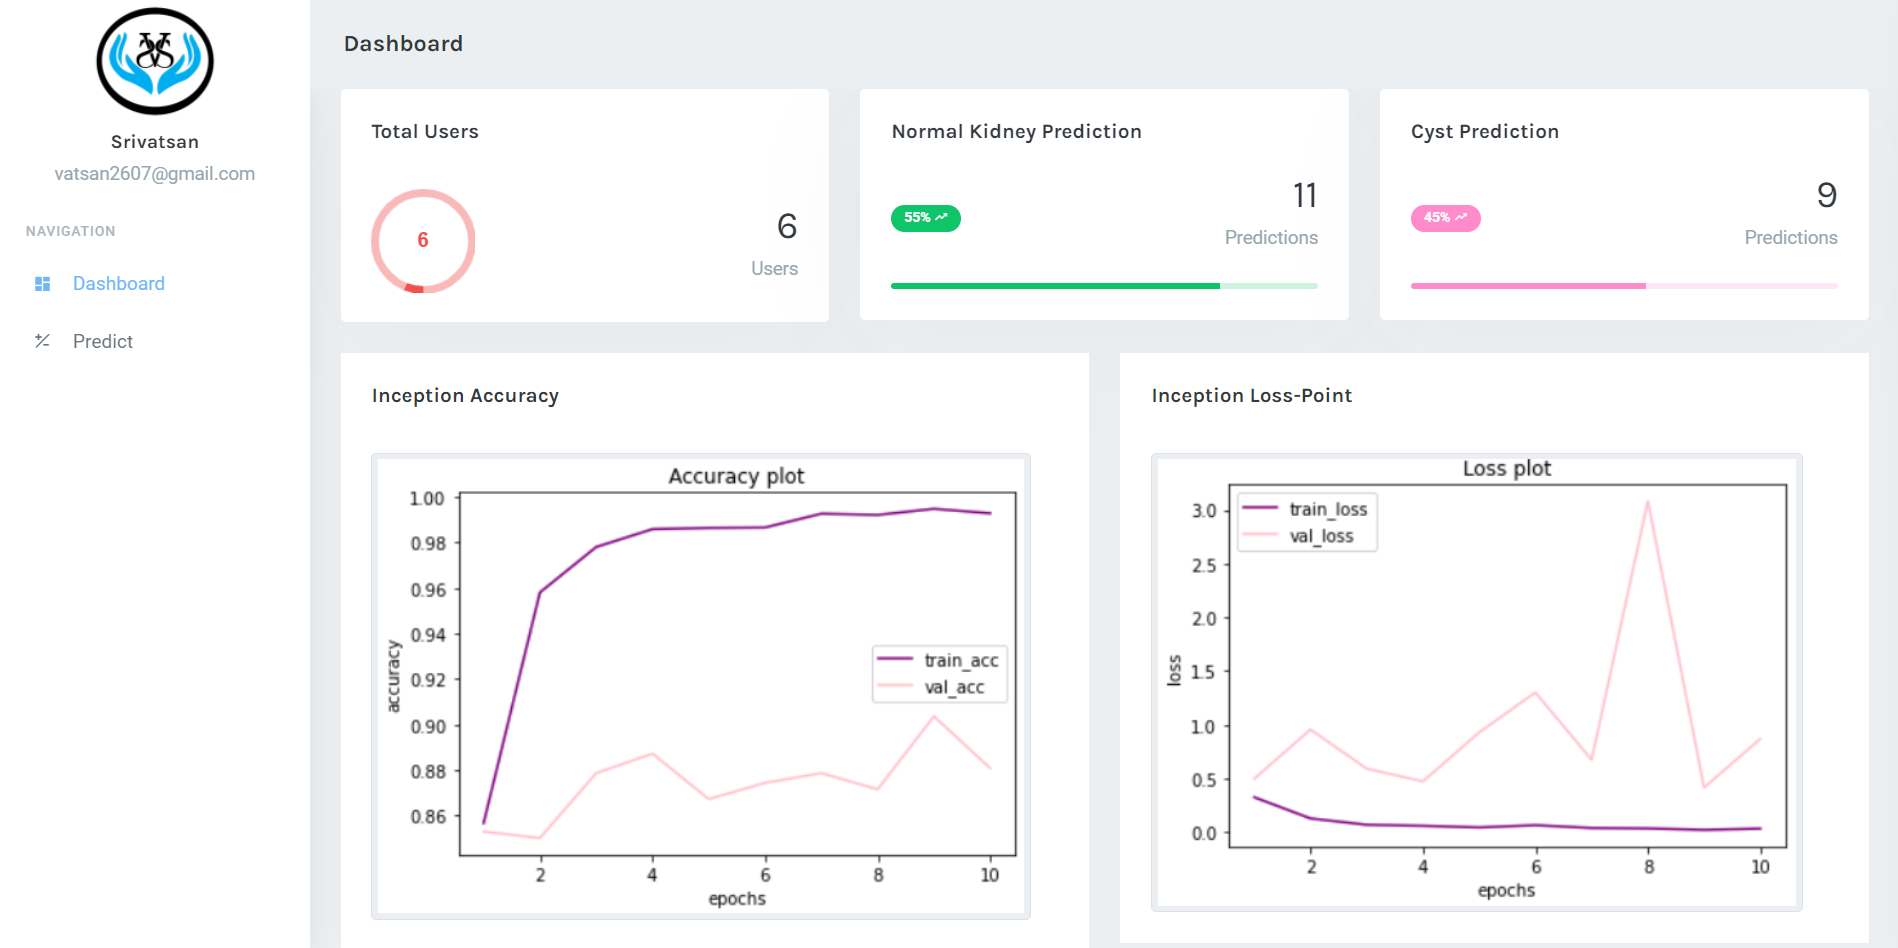 Srivatsan
vatsan2607@gmail.com
NAVIGATION
Dashboard
Predict
Dashboard
Total Users
6
6
Users
Normal Kidney Prediction
55%
11
Predictions
Cyst Prediction
45%
9
Predictions
Inception Accuracy
Accuracy plot
1.00
0.98
0.96
0.94
0.92
0.90
0.88
0.86
accuracy
train_acc
val_acc
2 4 6 8 10
epochs
Inception Loss-Point
Loss plot
3.0
2.5
2.0
1.5
1.0
0.5
0.0
loss
train_loss
val_loss
2 4 6 8 10
epochs